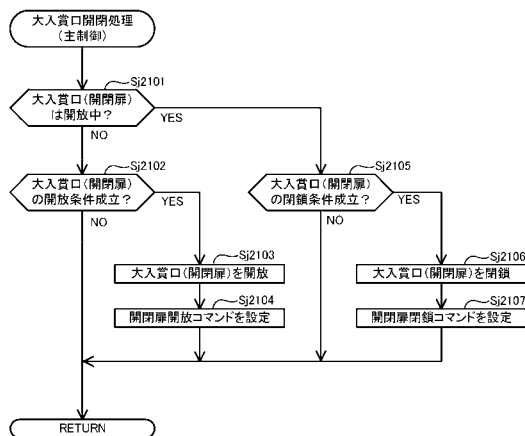 大入賞口開閉処理
(主制御)
Sj2101
大入賞口(開閉扉)
は開放中?
YES
NO
Sj2102
大入賞口(開閉扉)
の開放条件成立?
YES
NO
Sj2105
大入賞口(開閉扉)
の閉鎖条件成立?
YES
NO
Sj2103
大入賞口(開閉扉)を開放
Sj2104
開閉扉開放コマンドを設定
Sj2106
大入賞口(開閉扉)を閉鎖
Sj2107
開閉扉閉鎖コマンドを設定
RETURN